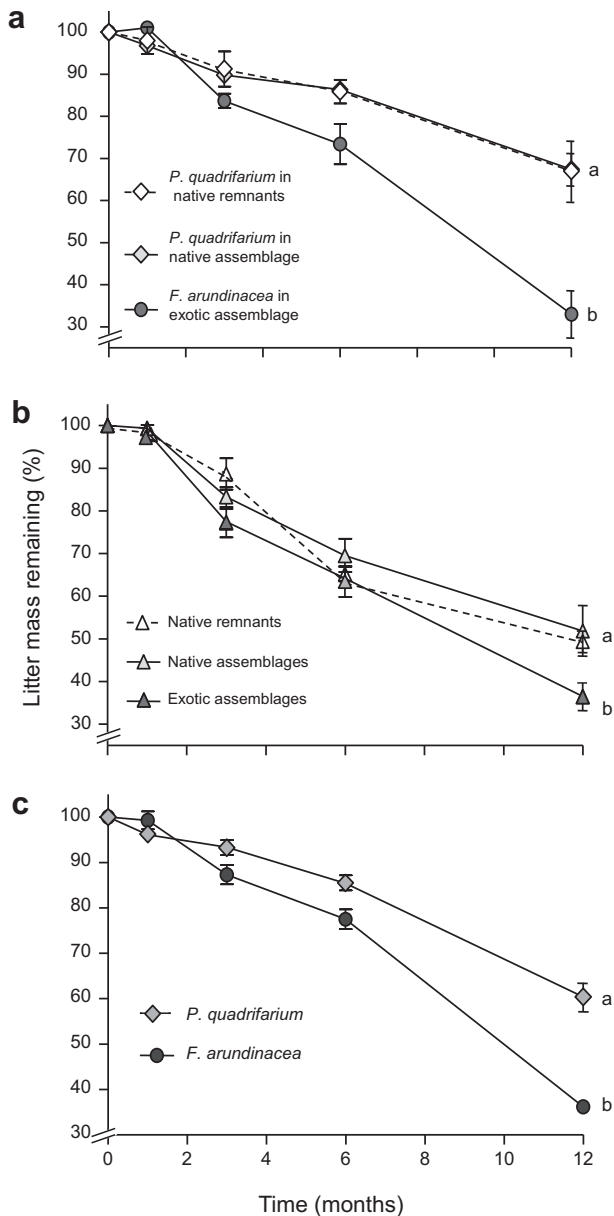 a
100
90
80
70
60
50
40
30
P. quadrifarium in
native remnants
P. quadrifarium in
native assemblage
F. arundinacea in
exotic assemblage
a
b
b
Litter mass remaining (%)
100
90
80
70
60
50
40
30
Native remnants
Native assemblages
Exotic assemblages
a
b
c
100
90
80
70
60
50
40
30
P. quadrifarium
F. arundinacea
a
b
0 2 4 6 8 10 12
Time (months)